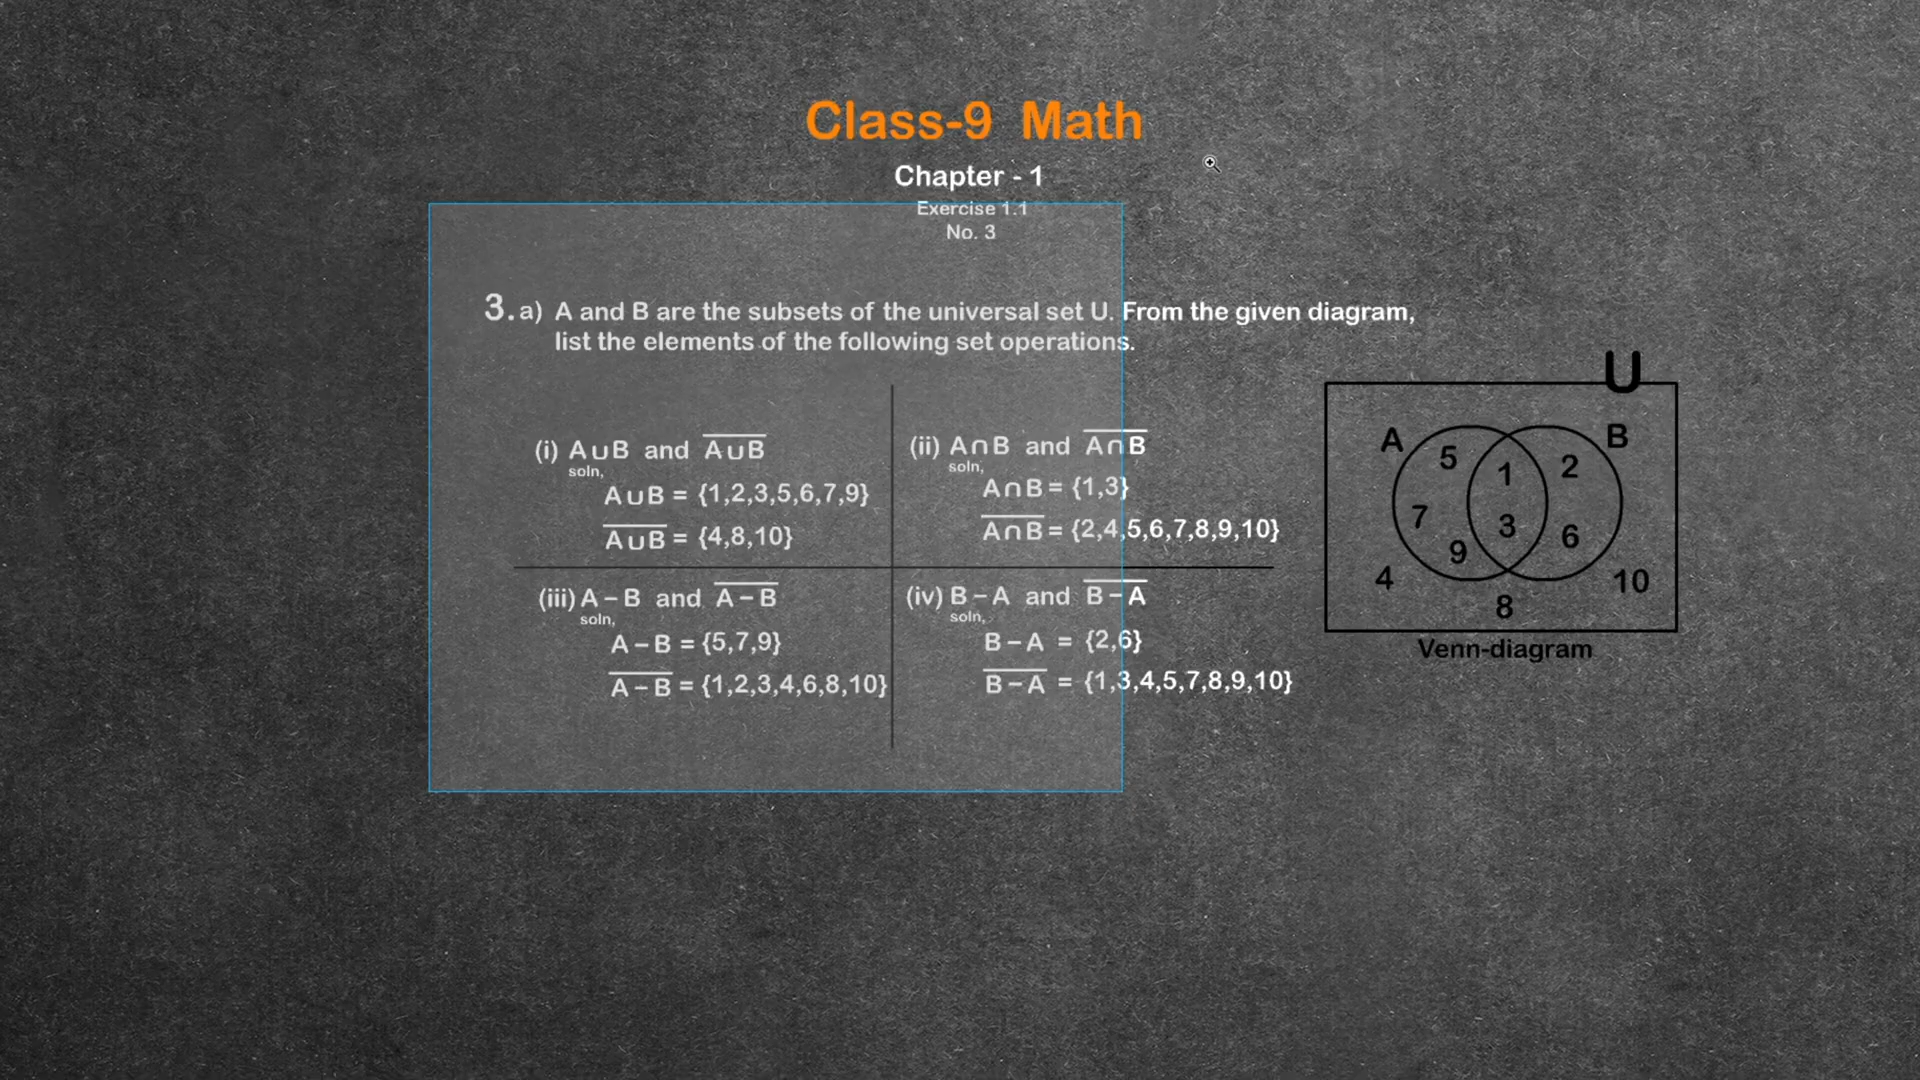 Class-9 Math
Chapter - 1
Exercise 1.1
No. 3
3. a) A and B are the subsets of the universal set U. From the given diagram,
list the elements of the following set operations.
(i) A∪B and A̅∪̅B̅
soln,
A∪B = {1,2,3,5,6,7,9}
A̅∪̅B̅ = {4,8,10}
(ii) A∩B and A̅∩̅B̅
soln,
A∩B = {1,3}
A̅∩̅B̅ = {2,4,5,6,7,8,9,10}
(iii) A – B and A̅ ̅–̅ ̅B̅
soln,
A – B = {5,7,9}
A̅ ̅–̅ ̅B̅ = {1,2,3,4,6,8,10}
(iv) B – A and B̅ ̅–̅ ̅A̅
soln,
B – A = {2,6}
B̅ ̅–̅ ̅A̅ = {1,3,4,5,7,8,9,10}
U
A B
5 1 2
7 3 6
9
4 8 10
Venn-diagram